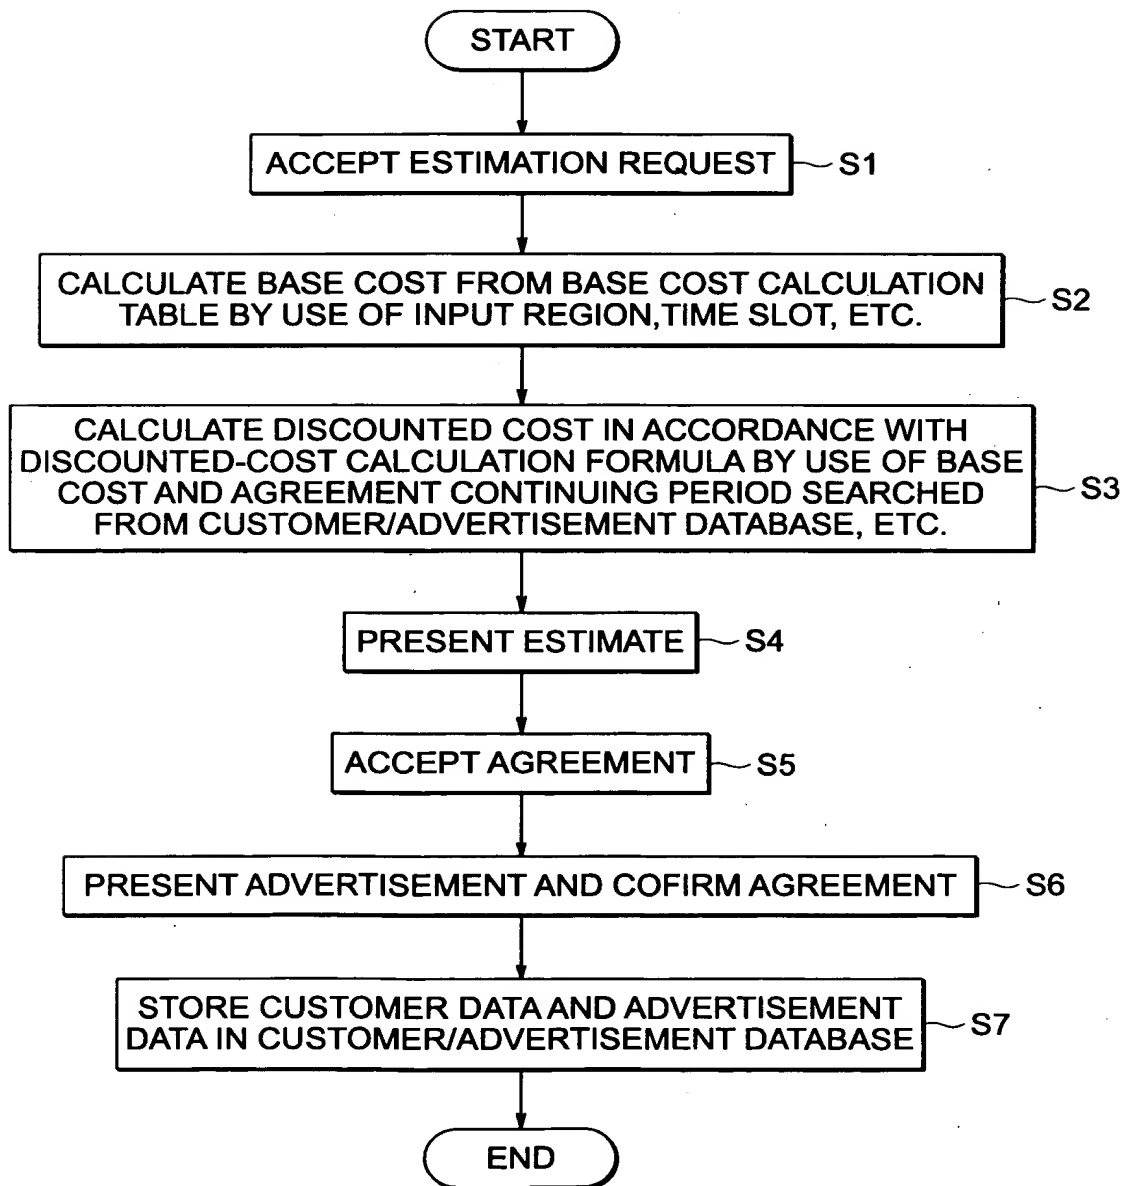 START
ACCEPT ESTIMATION REQUEST
S1
CALCULATE BASE COST FROM BASE COST CALCULATION
TABLE BY USE OF INPUT REGION,TIME SLOT, ETC.
S2
CALCULATE DISCOUNTED COST IN ACCORDANCE WITH
DISCOUNTED-COST CALCULATION FORMULA BY USE OF BASE
COST AND AGREEMENT CONTINUING PERIOD SEARCHED
FROM CUSTOMER/ADVERTISEMENT DATABASE, ETC.
S3
PRESENT ESTIMATE
S4
ACCEPT AGREEMENT
S5
PRESENT ADVERTISEMENT AND COFIRM AGREEMENT
S6
STORE CUSTOMER DATA AND ADVERTISEMENT
DATA IN CUSTOMER/ADVERTISEMENT DATABASE
S7
END